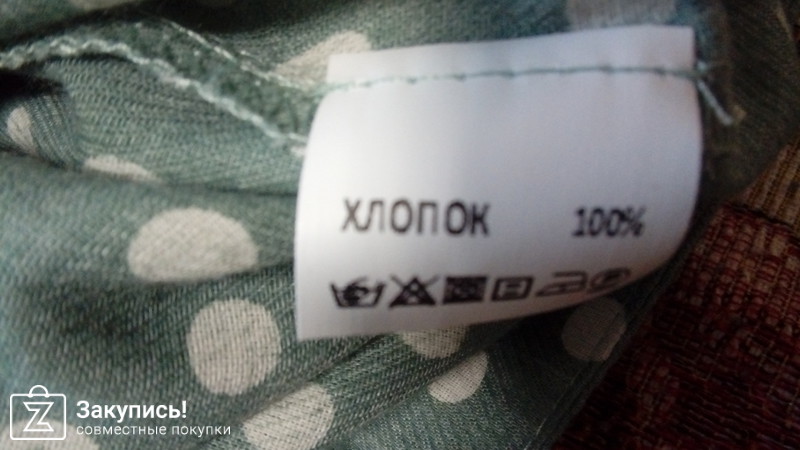 ХЛОПОК 100%
Закупись!
совместные покупки